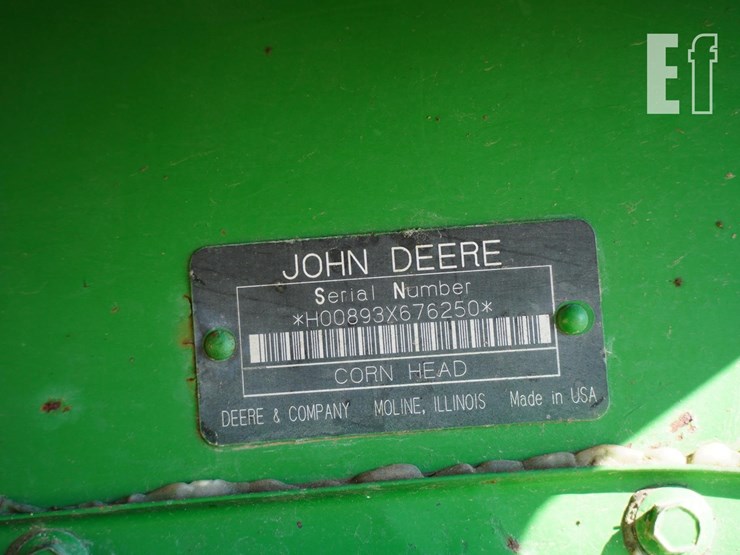 Ef
JOHN DEERE
Serial Number
*H00893X676250*
CORN HEAD
DEERE & COMPANY MOLINE, ILLINOIS Made in USA